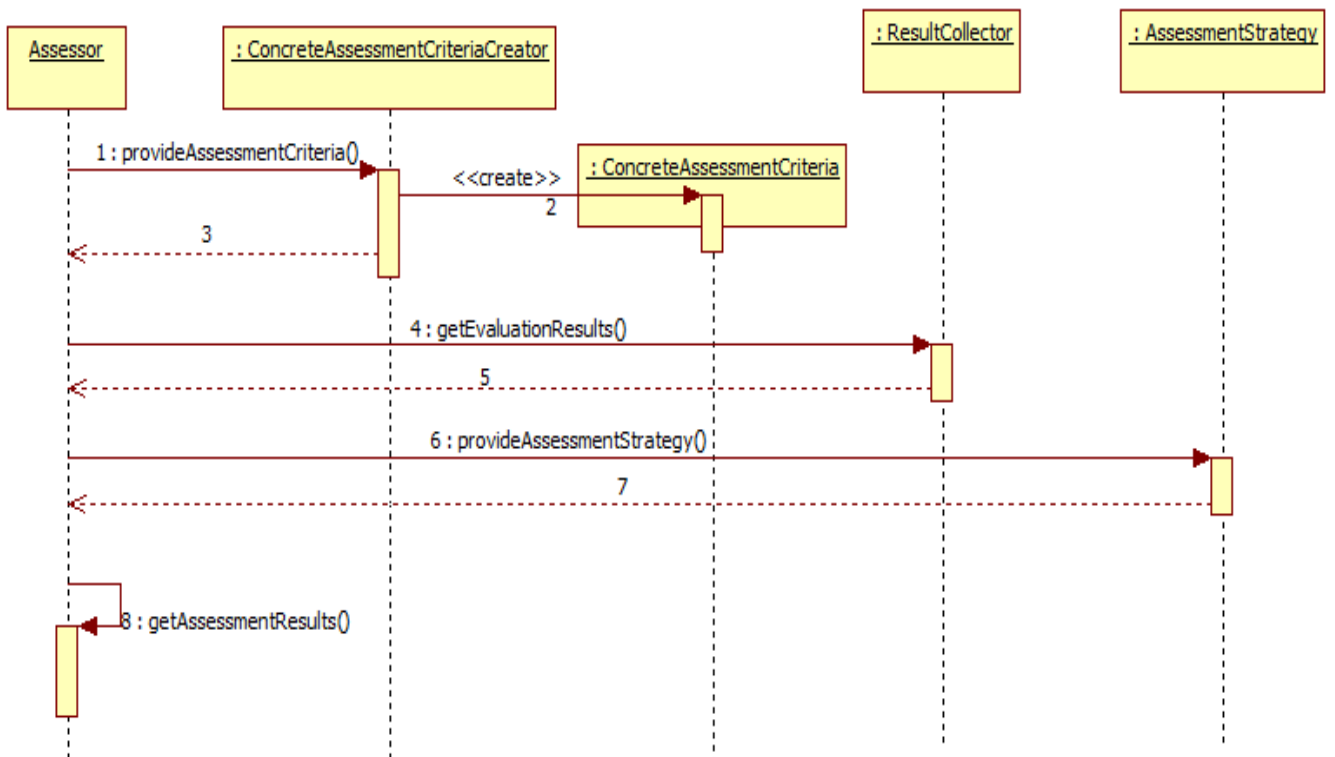 Assessor
: ConcreteAssessmentCriteriaCreator
: ResultCollector
: AssessmentStrategy
1 : provideAssessmentCriteria()
<<create>>
2
: ConcreteAssessmentCriteria
3
4 : getEvaluationResults()
5
6 : provideAssessmentStrategy()
7
8 : getAssessmentResults()